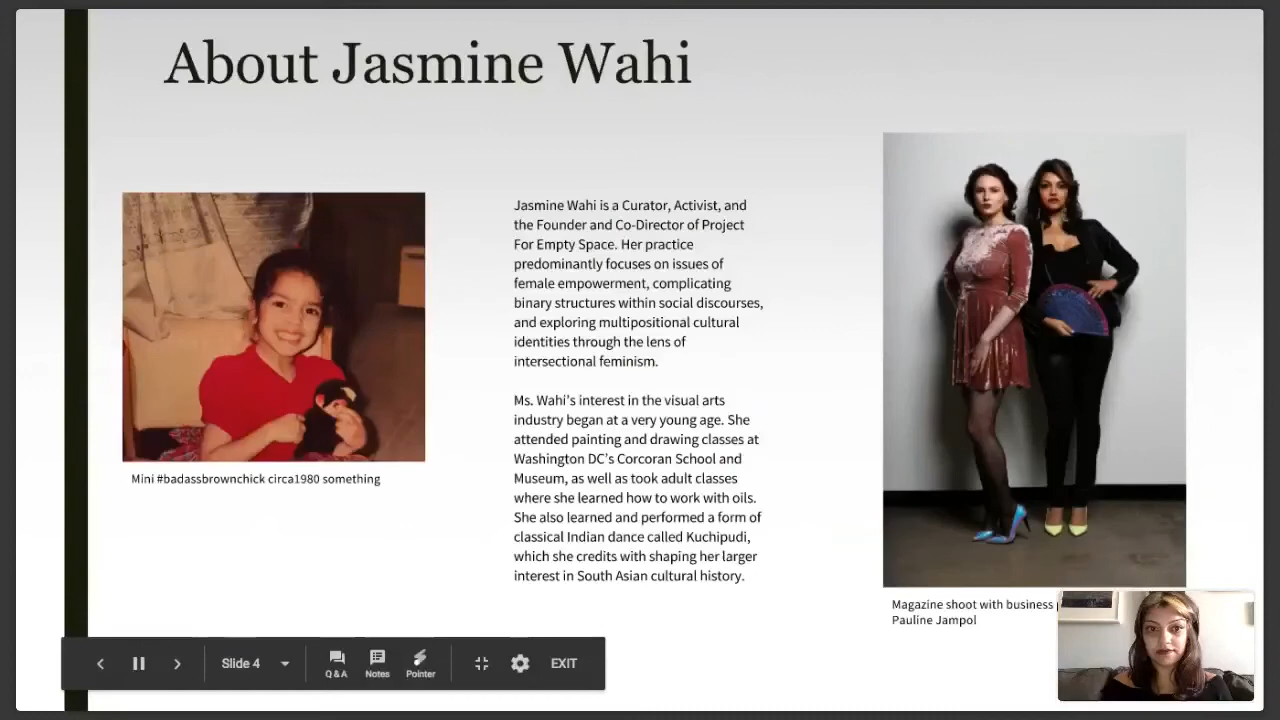 About Jasmine Wahi
Mini #badassbrownchick circa1980 something
Jasmine Wahi is a Curator, Activist, and
the Founder and Co-Director of Project
For Empty Space. Her practice
predominantly focuses on issues of
female empowerment, complicating
binary structures within social discourses,
and exploring multipositional cultural
identities through the lens of
intersectional feminism.
Ms. Wahi's interest in the visual arts
industry began at a very young age. She
attended painting and drawing classes at
Washington DC's Corcoran School and
Museum, as well as took adult classes
where she learned how to work with oils.
She also learned and performed a form of
classical Indian dance called Kuchipudi,
which she credits with shaping her larger
interest in South Asian cultural history.
Magazine shoot with business
Pauline Jampol
Slide 4
Q & A
Notes
Pointer
EXIT